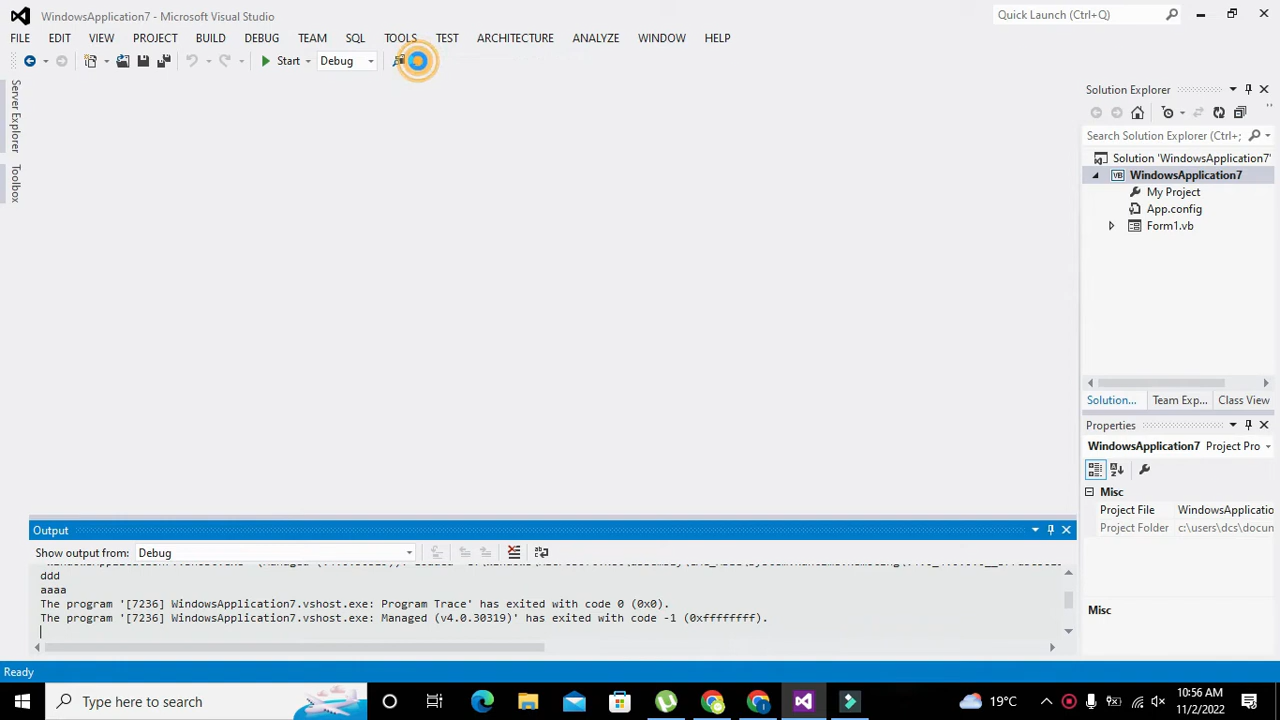 WindowsApplication7 - Microsoft Visual Studio
Quick Launch (Ctrl+Q)
FILE EDIT VIEW PROJECT BUILD DEBUG TEAM SQL TOOLS TEST ARCHITECTURE ANALYZE WINDOW HELP
Start Debug
Server Explorer
Toolbox
Solution Explorer
Search Solution Explorer (Ctrl+;
Solution 'WindowsApplication7'
VB WindowsApplication7
My Project
App.config
Form1.vb
Solution... Team Exp... Class View
Properties
WindowsApplication7 Project Pro
Misc
Project File WindowsApplicatio
Project Folder c:\users\dcs\docun
Misc
Output
Show output from: Debug
ddd
aaaa
The program '[7236] WindowsApplication7.vshost.exe: Program Trace' has exited with code 0 (0x0).
The program '[7236] WindowsApplication7.vshost.exe: Managed (v4.0.30319)' has exited with code -1 (0xffffffff).
Ready
Type here to search
19°C
10:56 AM
11/2/2022